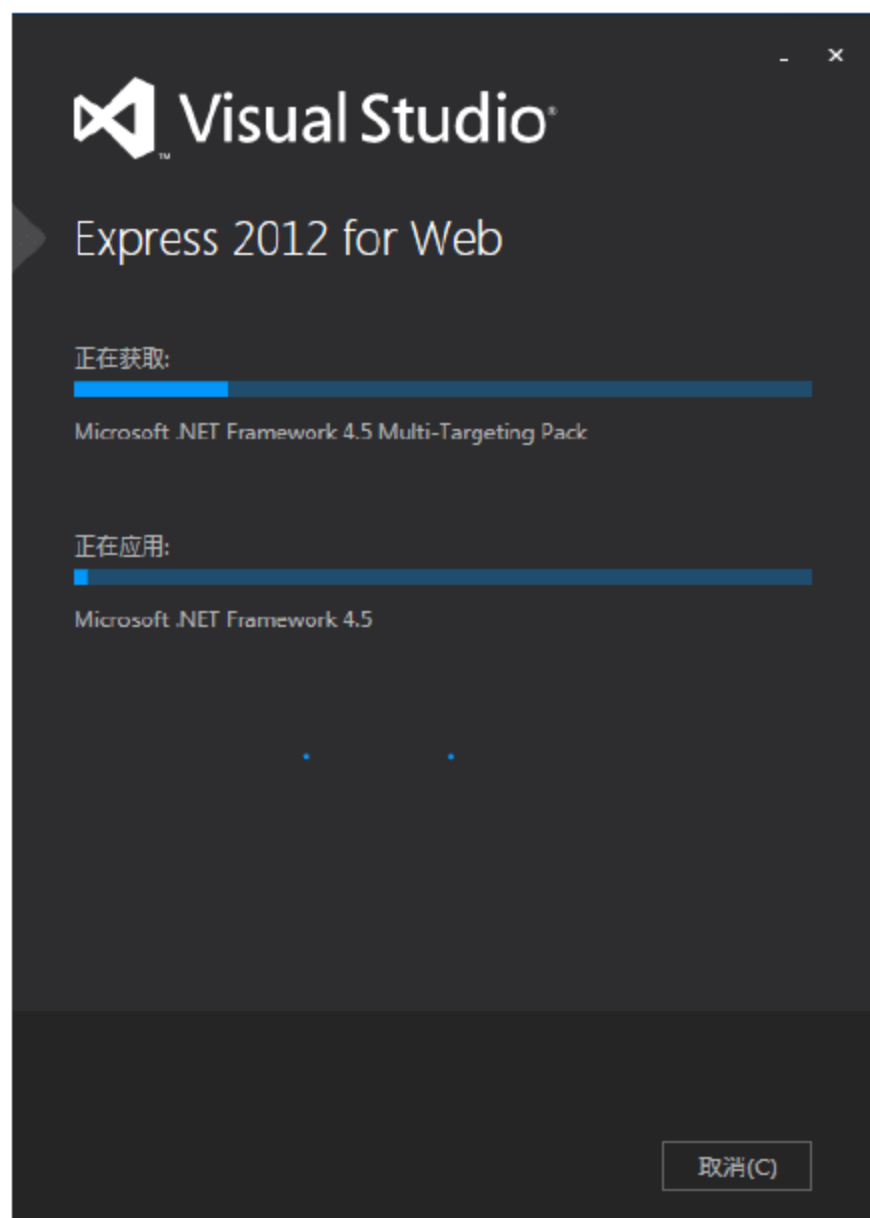 Visual Studio®
™
Express 2012 for Web
正在获取:
Microsoft .NET Framework 4.5 Multi-Targeting Pack
正在应用:
Microsoft .NET Framework 4.5
取消(C)